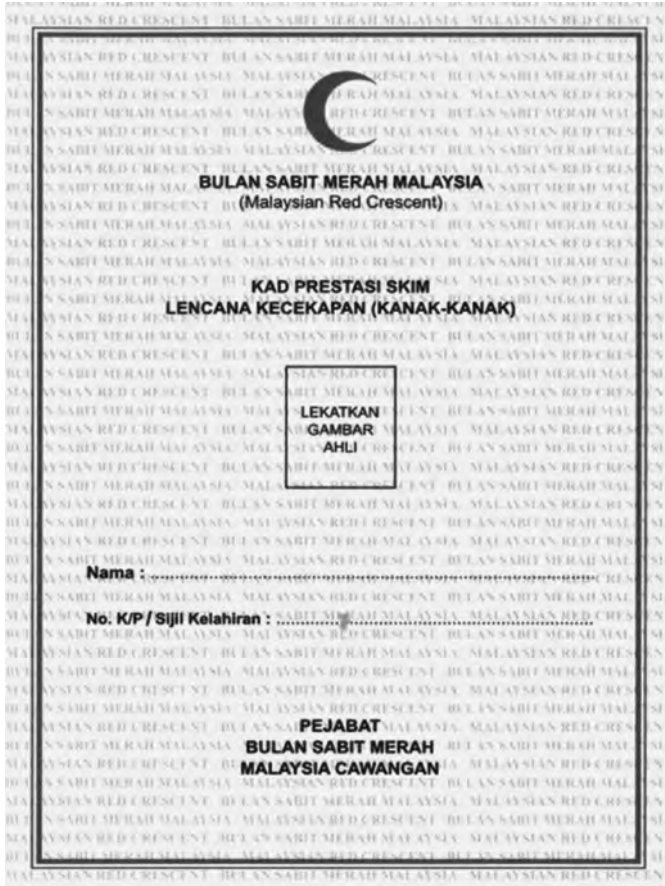 BULAN SABIT MERAH MALAYSIA
(Malaysian Red Crescent)
KAD PRESTASI SKIM
LENCANA KECEKAPAN (KANAK-KANAK)
LEKATKAN
GAMBAR
AHLI
Nama : ................................................................
No. K/P / Sijil Kelahiran : ................................................
PEJABAT
BULAN SABIT MERAH
MALAYSIA CAWANGAN